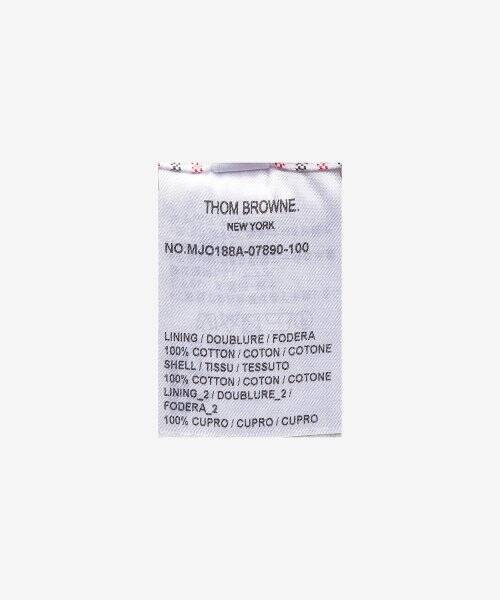 THOM BROWNE.
NEW YORK
NO.MJO188A-07890-100
LINING / DOUBLURE / FODERA
100% COTTON / COTON / COTONE
SHELL / TISSU / TESSUTO
100% COTTON / COTON / COTONE
LINING_2 / DOUBLURE_2 /
FODERA_2
100% CUPRO / CUPRO / CUPRO